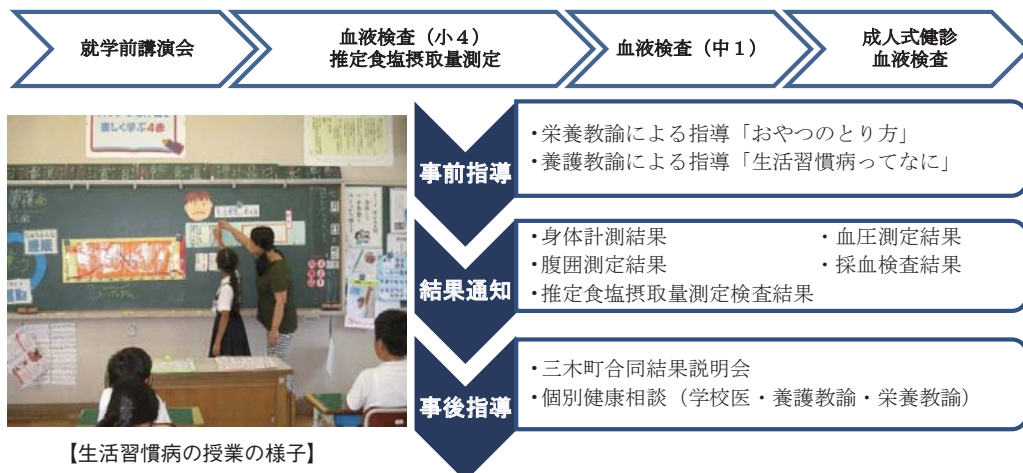 就学前講演会
血液検査(小4)
推定食塩摂取量測定
血液検査(中1)
成人式健診
血液検査
楽しく学ぶ4色
事前指導
・栄養教諭による指導「おやつのとり方」
・養護教諭による指導「生活習慣病ってなに」
結果通知
・身体計測結果
・血圧測定結果
・腹囲測定結果
・採血検査結果
・推定食塩摂取量測定検査結果
事後指導
・三木町合同結果説明会
・個別健康相談(学校医・養護教諭・栄養教諭)
【生活習慣病の授業の様子】